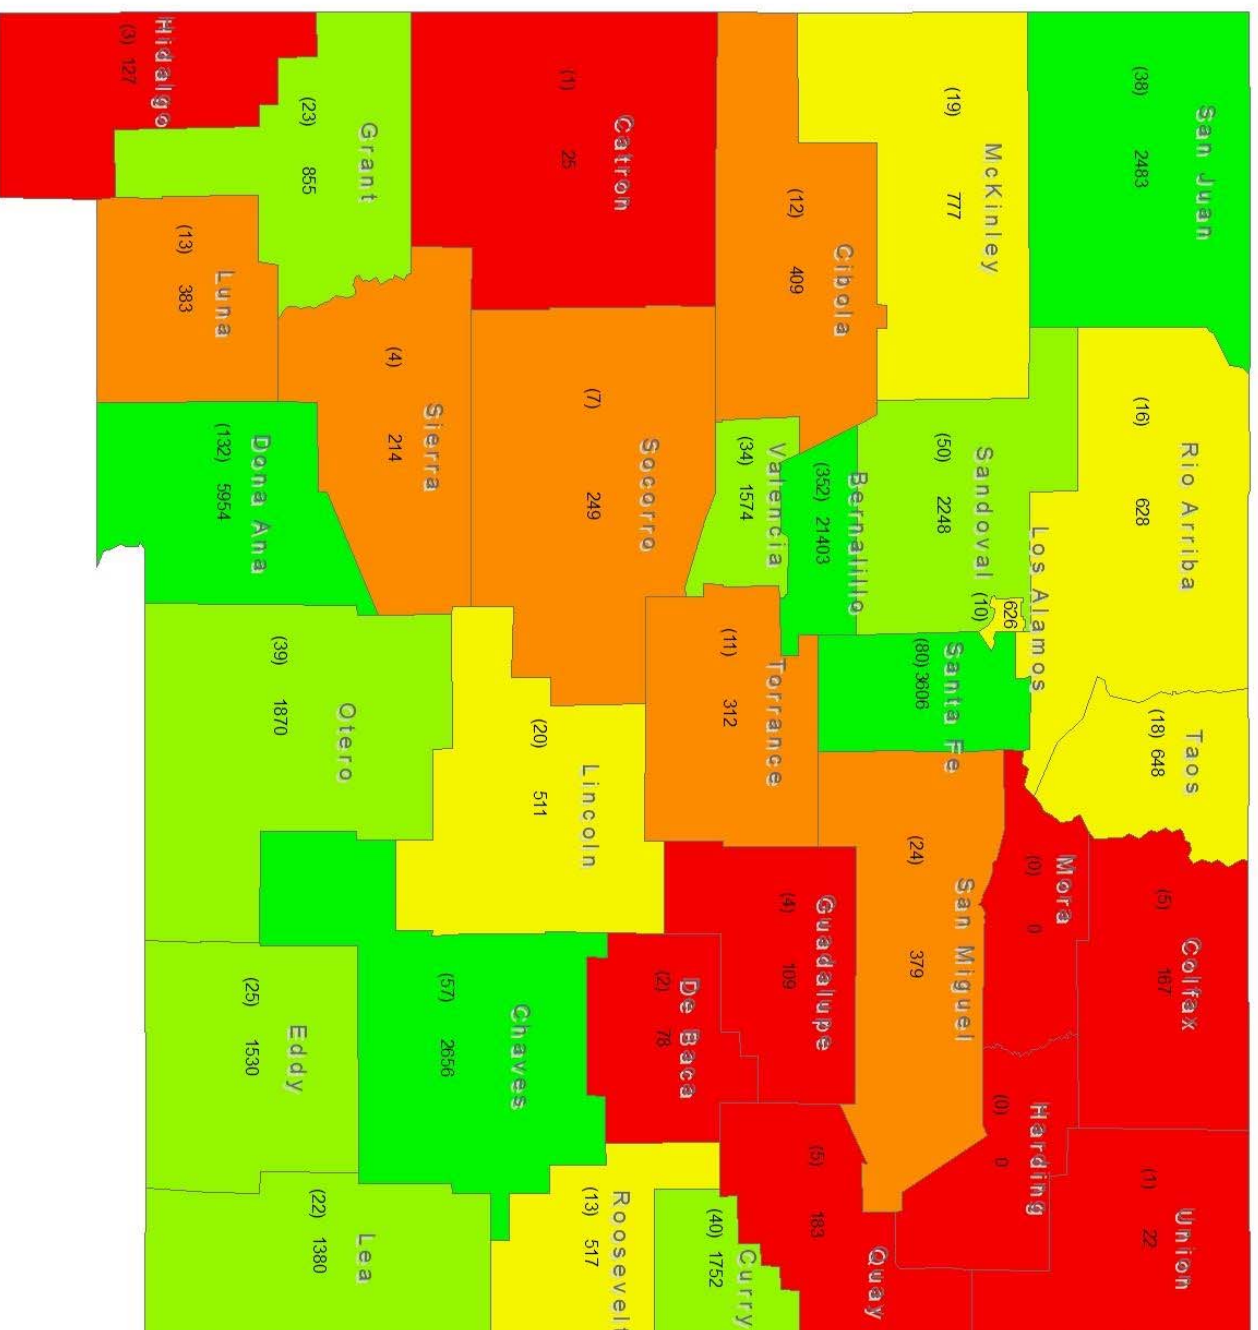 San Juan
(38) 2483
Rio Arriba
(16) 628
Taos
(18) 648
Colfax
(5) 167
Union
(1) 22
McKinley
(19) 777
Sandoval
(50) 2248
Los Alamos
626
(10)
Santa Fe
(80) 3606
Mora
(0) 0
Harding
(0) 0
San Miguel
(24) 379
Cibola
(12) 409
Bernalillo
(352) 21403
Valencia
(34) 1574
Torrance
(11) 312
Guadalupe
(4) 109
Quay
(5) 183
Catron
(1) 25
Socorro
(7) 249
Lincoln
(20) 511
De Baca
(2) 78
Curry
(40) 1752
Roosevelt
(13) 517
Grant
(23) 855
Sierra
(4) 214
Chaves
(57) 2656
Hidalgo
(3) 127
Luna
(13) 383
Dona Ana
(132) 5954
Otero
(39) 1870
Eddy
(25) 1530
Lea
(22) 1380